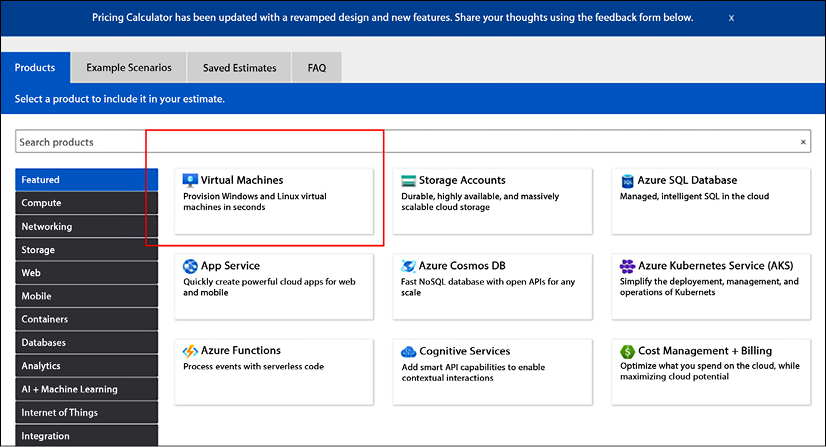 Pricing Calculator has been updated with a revamped design and new features. Share your thoughts using the feedback form below. x
Products
Example Scenarios
Saved Estimates
FAQ
Select a product to include it in your estimate.
Search products ×
Featured
Compute
Networking
Storage
Web
Mobile
Containers
Databases
Analytics
AI + Machine Learning
Internet of Things
Integration
Virtual Machines
Provision Windows and Linux virtual
machines in seconds
Storage Accounts
Durable, highly available, and massively
scalable cloud storage
SQL
Azure SQL Database
Managed, intelligent SQL in the cloud
App Service
Quickly create powerful cloud apps for web
and mobile
Azure Cosmos DB
Fast NoSQL database with open APIs for any
scale
Azure Kubernetes Service (AKS)
Simplify the deployement, management, and
operations of Kubernetes
Azure Functions
Process events with serverless code
Cognitive Services
Add smart API capabilities to enable
contextual interactions
$
Cost Management + Billing
Optimize what you spend on the cloud, while
maximizing cloud potential